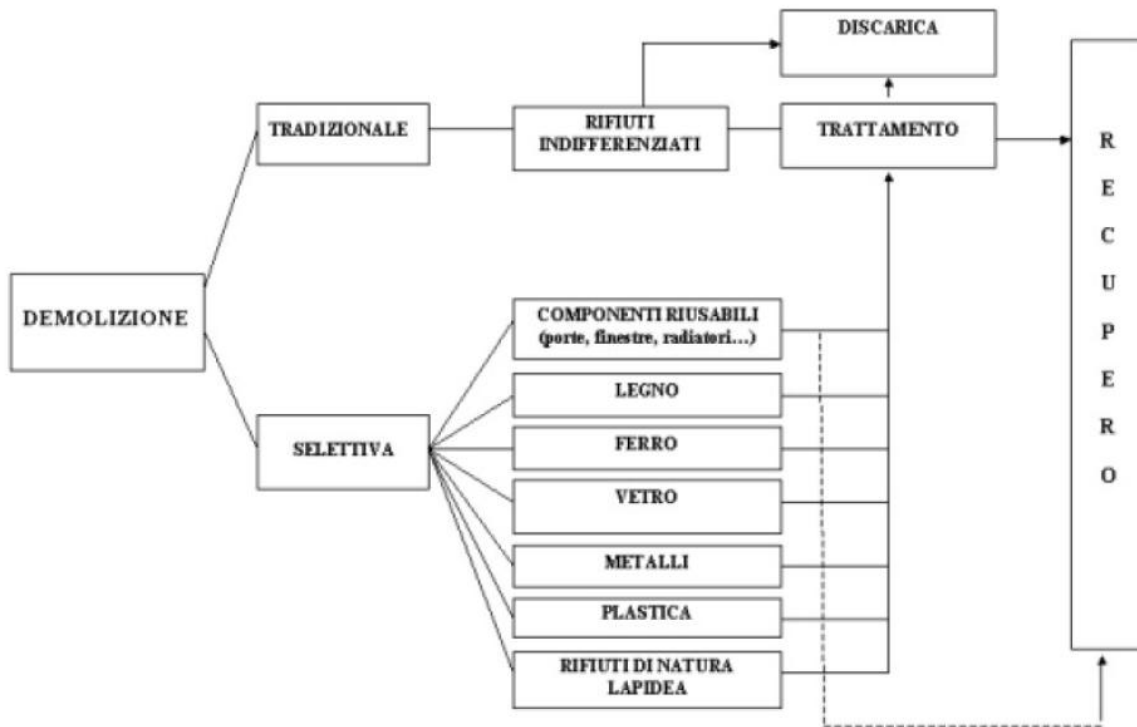 DISCARICA
TRADIZIONALE
RIFIUTI
INDIFFERENZIATI
TRATTAMENTO
RECUPERO
DEMOLIZIONE
COMPONENTI RIUSABILI
(porte, finestre, radiatori...)
LEGNO
SELETTIVA
FERRO
VETRO
METALLI
PLASTICA
RIFIUTI DI NATURA
LAPIDEA